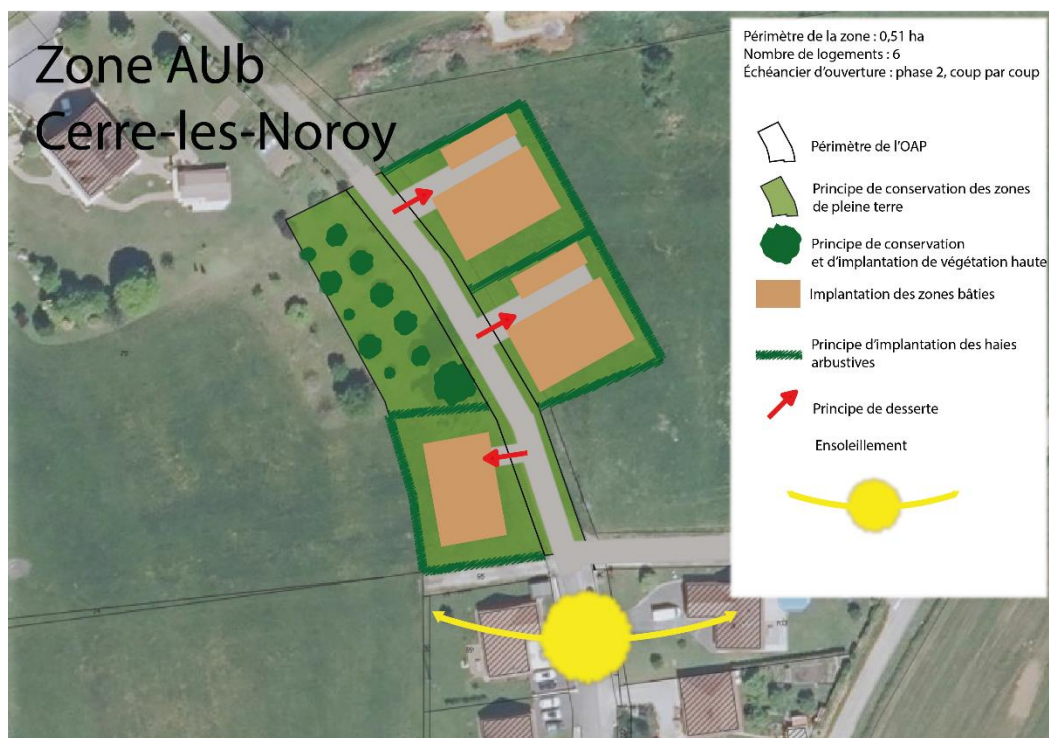 Zone AUb
Cerre-les-Noroy
Périmètre de la zone : 0,51 ha
Nombre de logements : 6
Échéancier d'ouverture : phase 2, coup par coup
Périmètre de l'OAP
Principe de conservation des zones
de pleine terre
Principe de conservation
et d'implantation de végétation haute
Implantation des zones bâties
Principe d'implantation des haies
arbustives
Principe de desserte
Ensoleillement